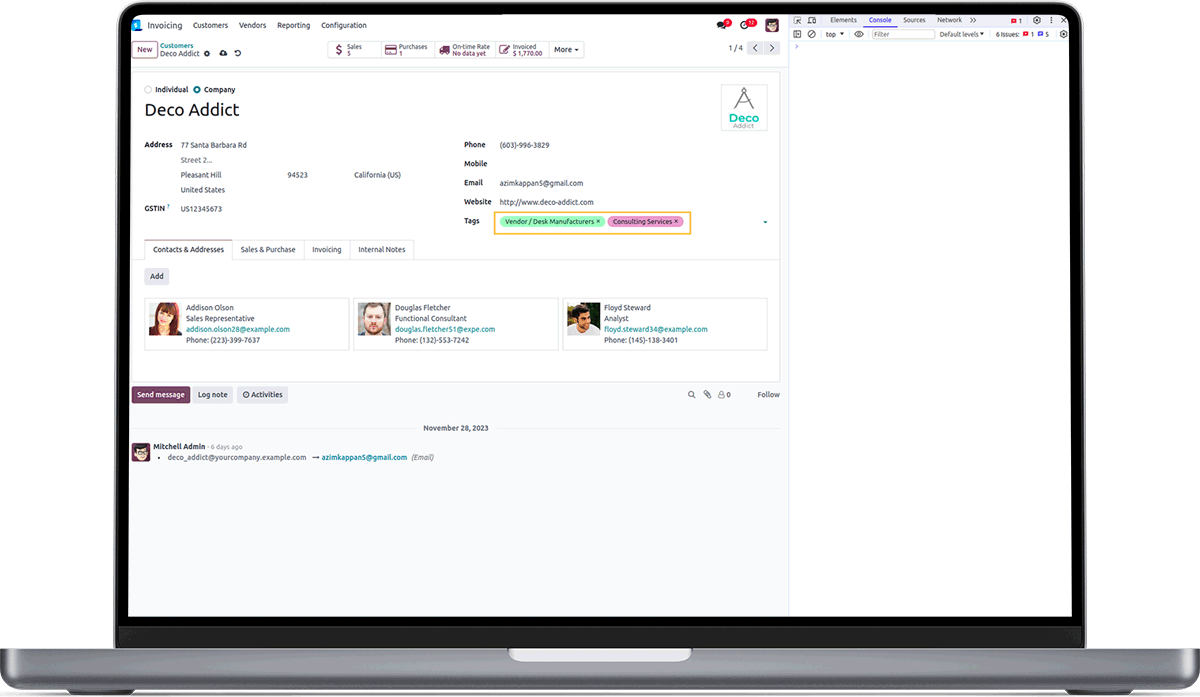 Invoicing Customers Vendors Reporting Configuration 9 12
New Customers
Deco Addict
Sales
5
Purchases
1
On-time Rate
No data yet
Invoiced
$ 1,770.00
More
1 / 4
Individual Company
Deco Addict
Deco
Addict
Address 77 Santa Barbara Rd
Street 2...
Pleasant Hill 94523 California (US)
United States
GSTIN ? US12345673
Phone (603)-996-3829
Mobile
Email azimkappan5@gmail.com
Website http://www.deco-addict.com
Tags Vendor / Desk Manufacturers × Consulting Services ×
Contacts & Addresses Sales & Purchase Invoicing Internal Notes
Add
Addison Olson
Sales Representative
addison.olson28@example.com
Phone: (223)-399-7637
Douglas Fletcher
Functional Consultant
douglas.fletcher51@expe.com
Phone: (132)-553-7242
Floyd Steward
Analyst
floyd.steward34@example.com
Phone: (145)-138-3401
Send message Log note Activities 0 Follow
November 28, 2023
Mitchell Admin - 6 days ago
• deco_addict@yourcompany.example.com → azimkappan5@gmail.com (Email)
Elements Console Sources Network » 1
top Filter Default levels 6 Issues: 1 5